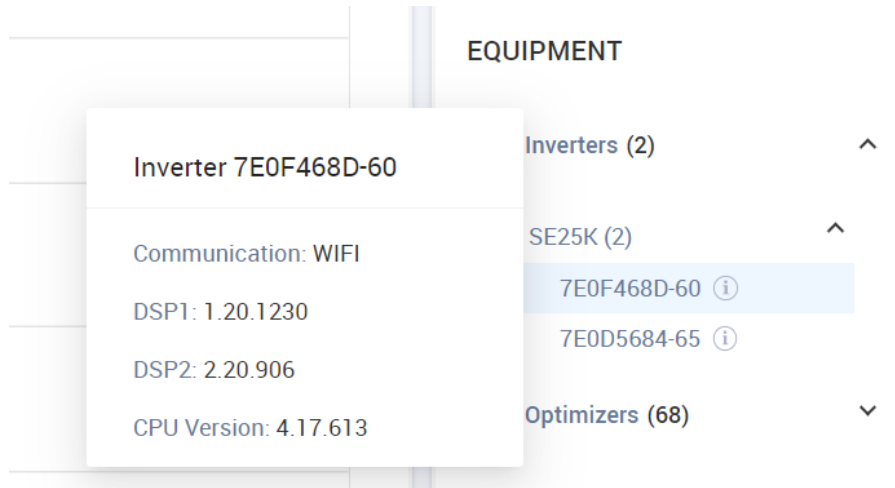 EQUIPMENT
Inverters (2)
SE25K (2)
7E0F468D-60 i
7E0D5684-65 i
Optimizers (68)
Inverter 7E0F468D-60
Communication: WIFI
DSP1: 1.20.1230
DSP2: 2.20.906
CPU Version: 4.17.613